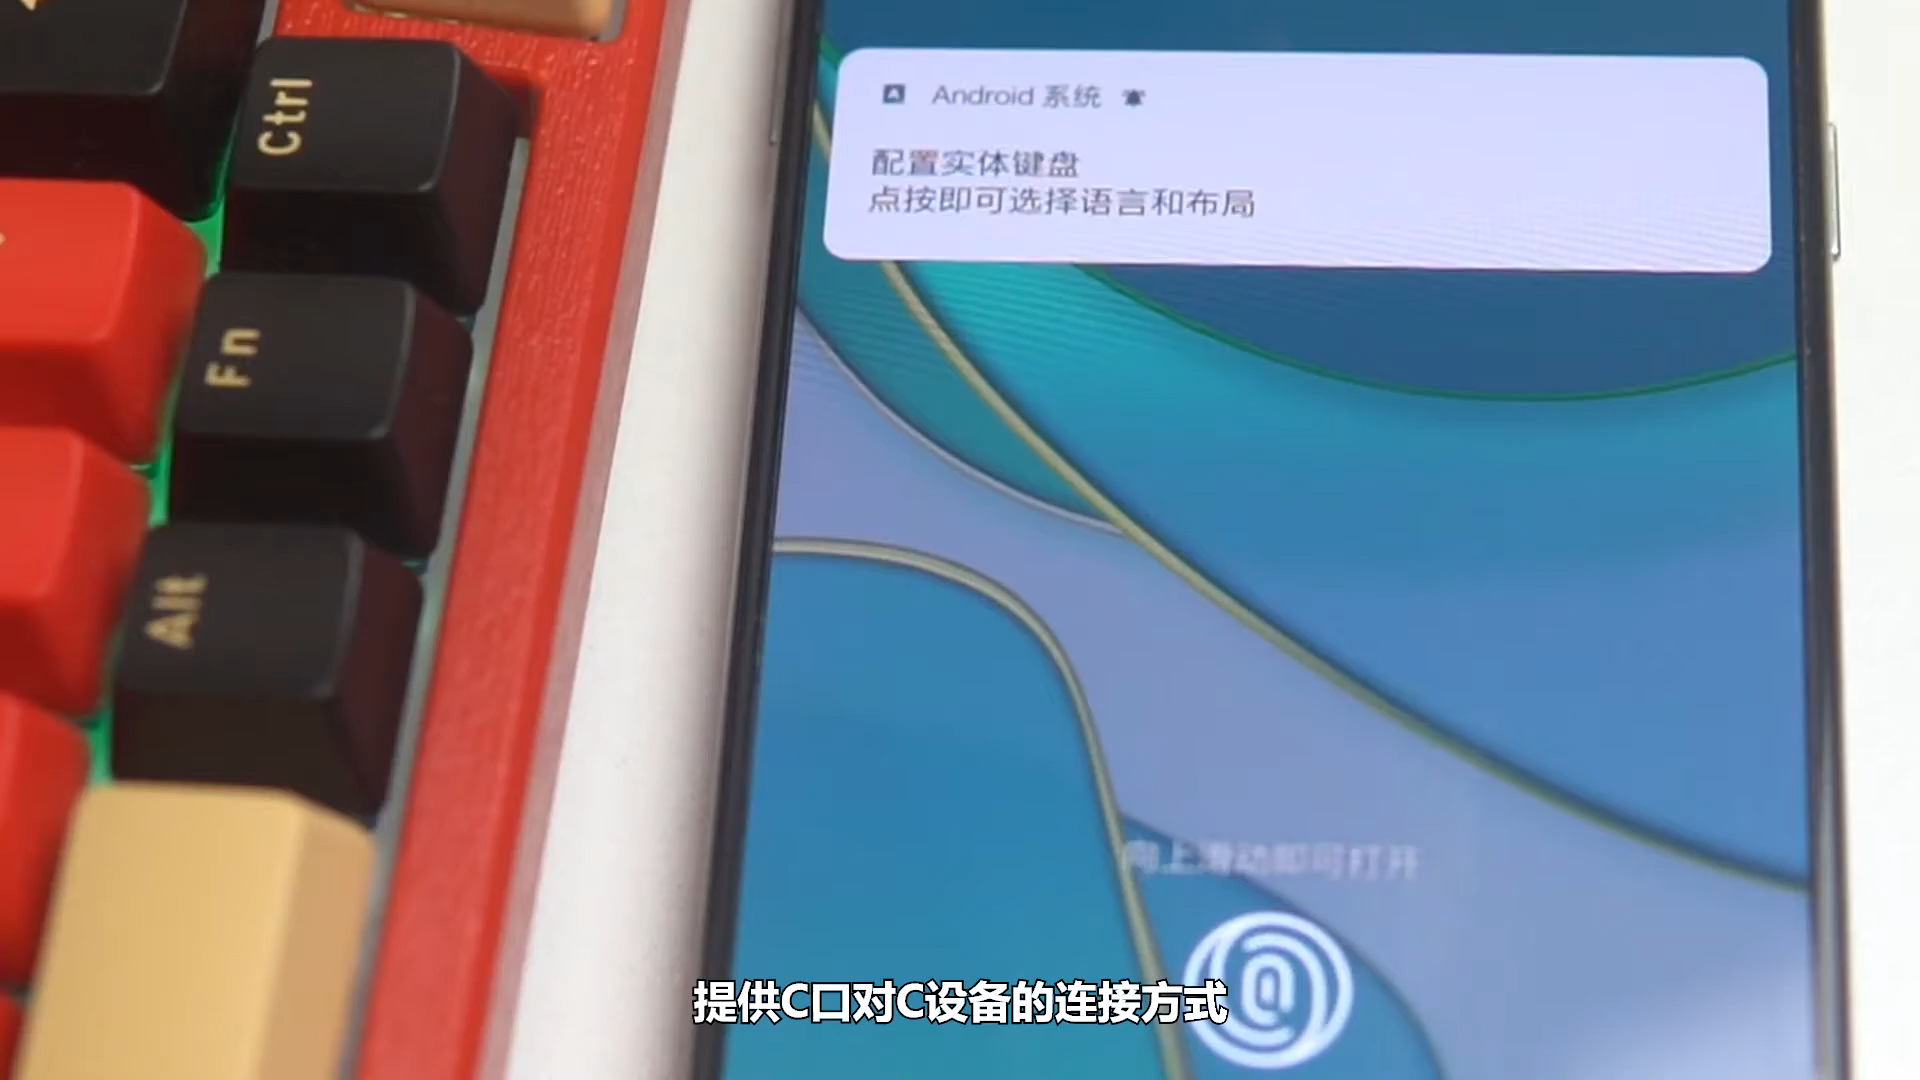 Ctrl
Fn
Alt
Android 系统
配置实体键盘
点按即可选择语言和布局
向上滑动即可打开
提供C口对C设备的连接方式